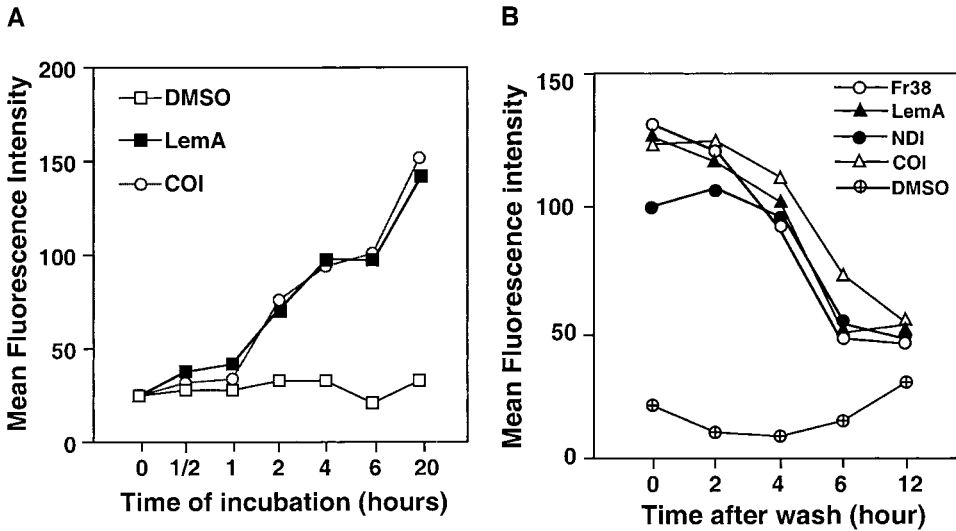 A
Mean Fluorescence Intensity
200
150
100
50
0
DMSO
LemA
COI
0 1/2 1 2 4 6 20
Time of incubation (hours)
B
Mean Fluorescence intensity
150
100
50
0
Fr38
LemA
NDI
COI
DMSO
0 2 4 6 12
Time after wash (hour)